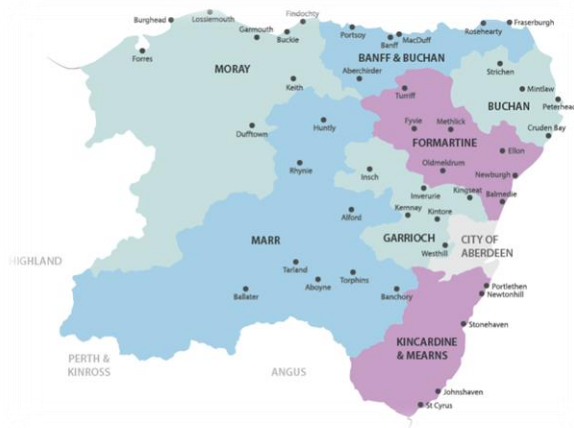 Burghead
Lossiemouth
Findochty
Garmouth
Buckie
Portsoy
Banff
MacDuff
Rosehearty
Fraserburgh
Forres
MORAY
BANFF & BUCHAN
Aberchirder
Strichen
Keith
Turriff
Mintlaw
BUCHAN
Peterhead
Dufftown
Huntly
Fyvie
Methlick
Cruden Bay
FORMARTINE
Ellon
Rhynie
Insch
Oldmeldrum
Newburgh
Inverurie
Kingseat
Balmedie
Alford
Kemnay
Kintore
MARR
GARRIOCH
CITY OF
ABERDEEN
Westhill
HIGHLAND
Tarland
Torphins
Aboyne
Ballater
Banchory
Portlethen
Newtonhill
Stonehaven
KINCARDINE
& MEARNS
PERTH &
KINROSS
ANGUS
Johnshaven
St Cyrus